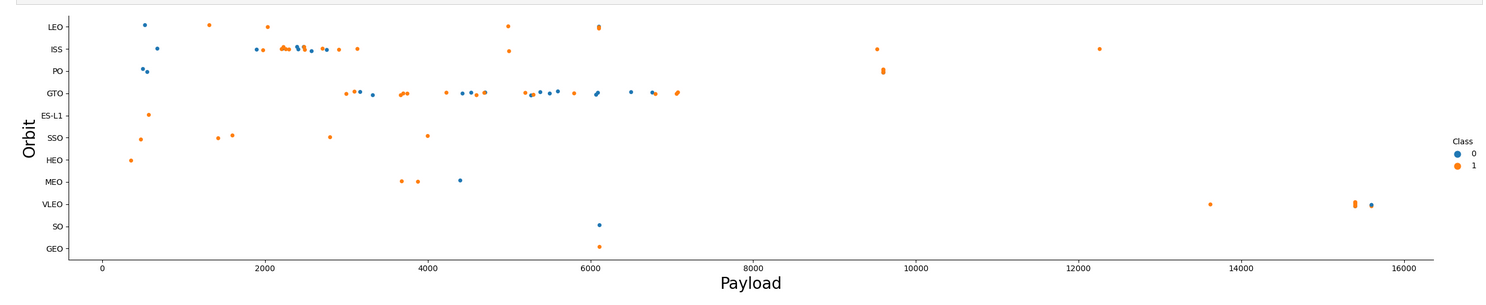 LEO
ISS
PO
GTO
ES-L1
SSO
HEO
MEO
VLEO
SO
GEO
Orbit
0 2000 4000 6000 8000 10000 12000 14000 16000
Payload
Class
0
1